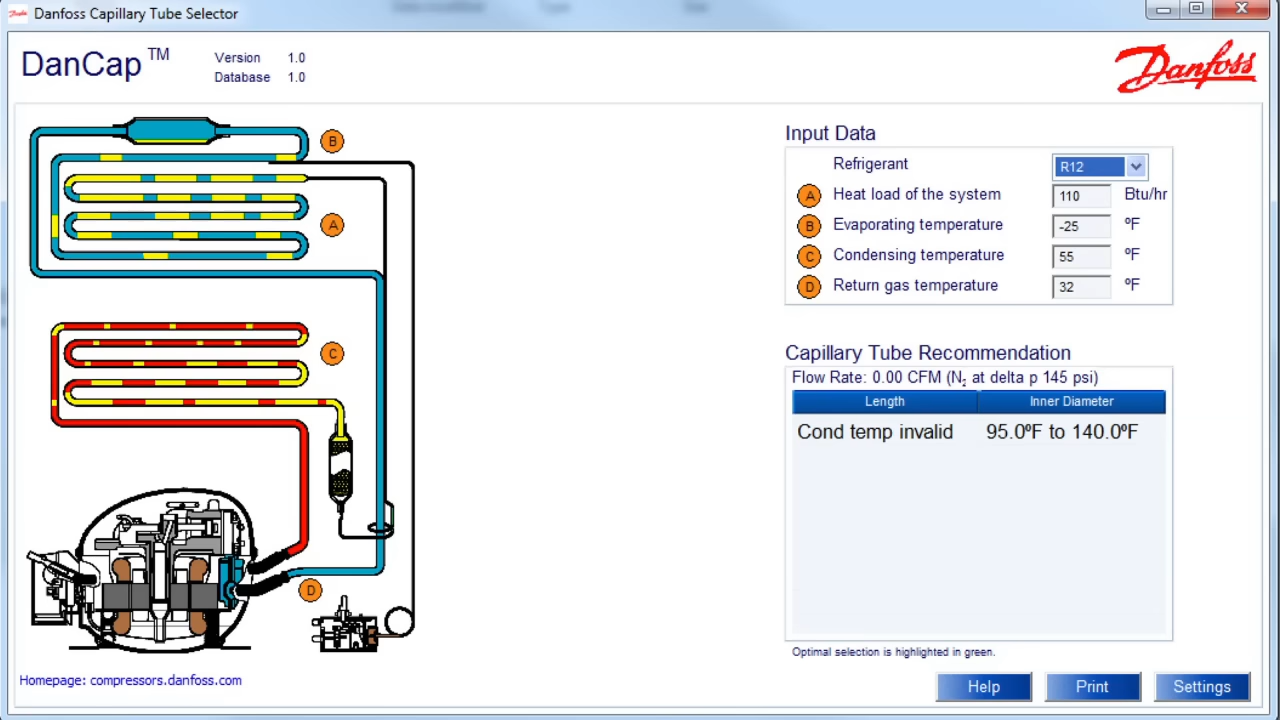 Danfoss Capillary Tube Selector
DanCap™
Version 1.0
Database 1.0
Danfoss
B
A
C
D
Homepage: compressors.danfoss.com
Input Data
Refrigerant R12
A Heat load of the system 110 Btu/hr
B Evaporating temperature -25 ºF
C Condensing temperature 55 ºF
D Return gas temperature 32 ºF
Capillary Tube Recommendation
Flow Rate: 0.00 CFM (N₂ at delta p 145 psi)
Length Inner Diameter
Cond temp invalid 95.0ºF to 140.0ºF
Optimal selection is highlighted in green.
Help Print Settings